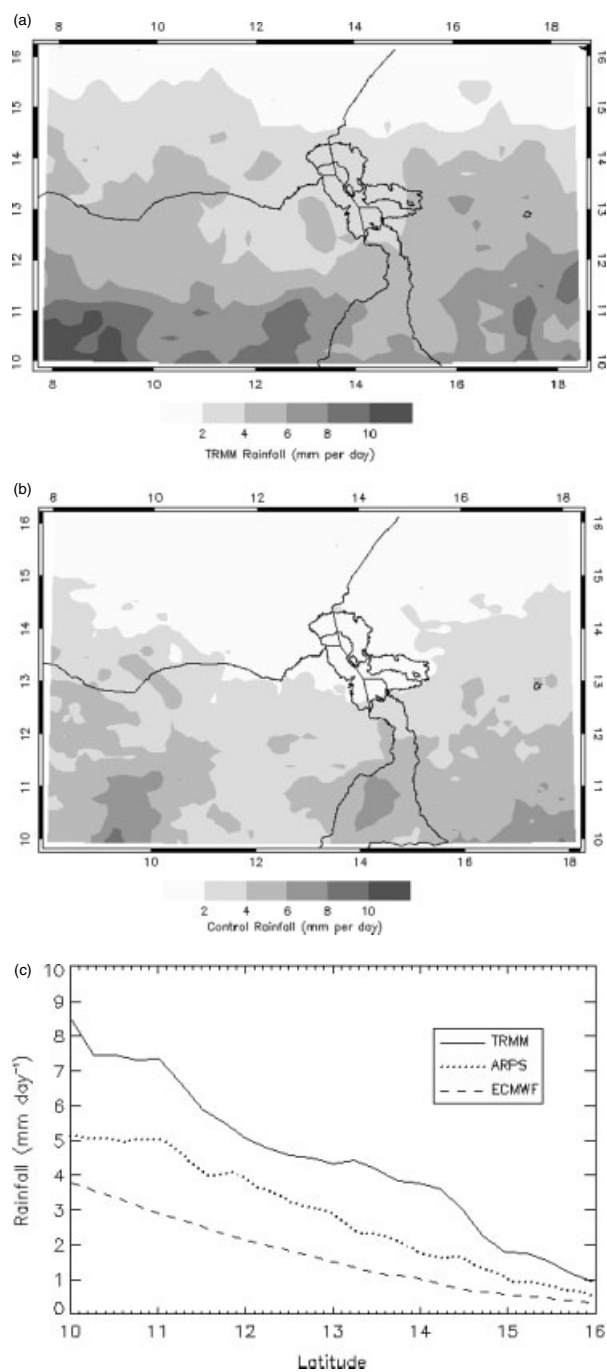 (a)
8 10 12 14 16 18
16 16
15 15
14 14
13 13
12 12
11 11
10 10
8 10 12 14 16 18
2 4 6 8 10
TRMM Rainfall (mm per day)
(b)
8 10 12 14 16 18
16 16
15 15
14 14
13 13
12 12
11 11
10 10
10 12 14 16 18
2 4 6 8 10
Control Rainfall (mm per day)
(c)
10
9
8
7
6
5
4
3
2
1
0
Rainfall (mm day⁻¹)
TRMM
ARPS
ECMWF
10 11 12 13 14 15 16
Latitude